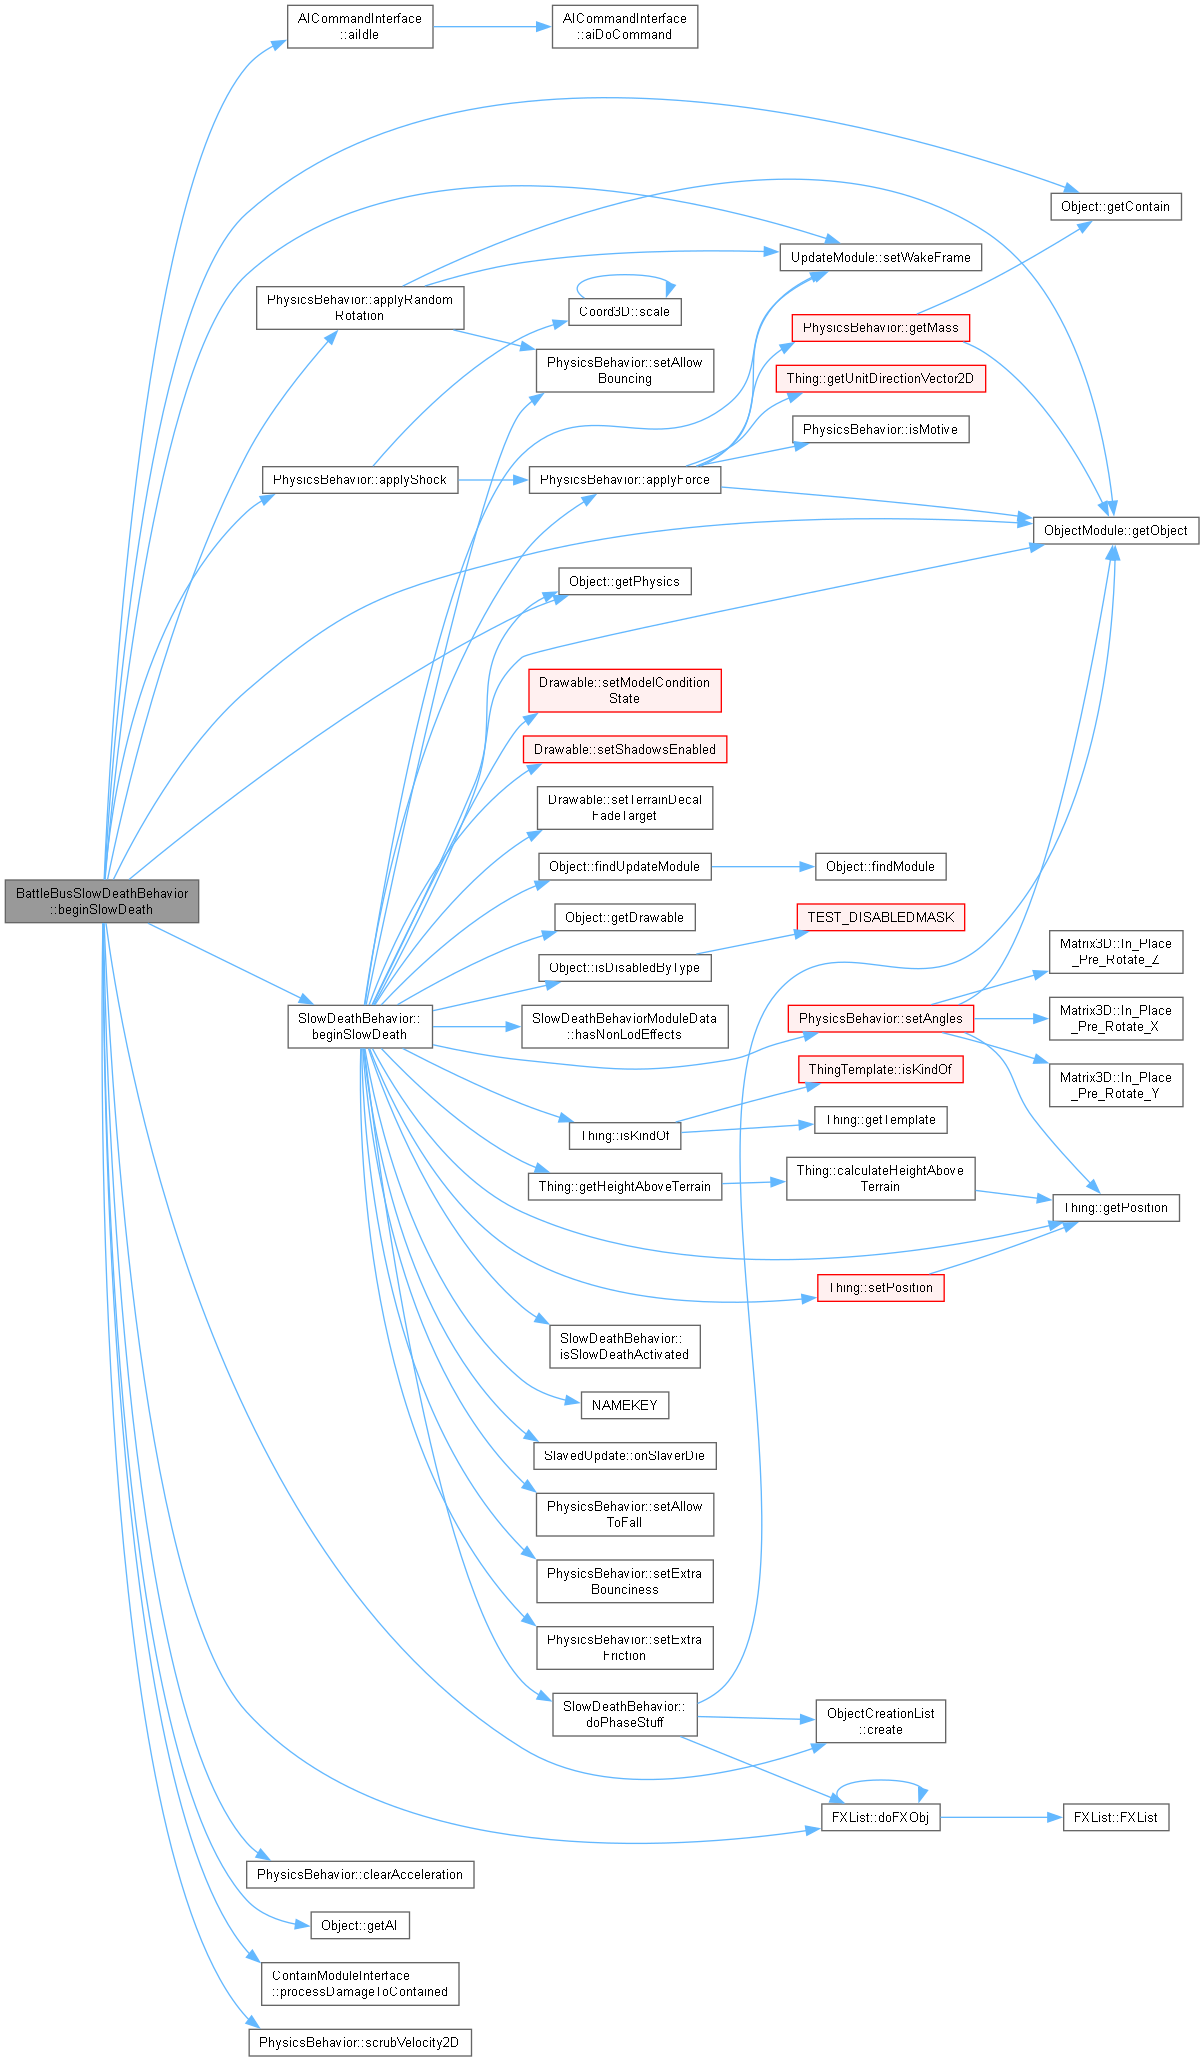 AICommandInterface
::aiIdle
AICommandInterface
::aiDoCommand
Object::getContain
UpdateModule::setWakeFrame
PhysicsBehavior::applyRandom
Rotation
Coord3D::scale
PhysicsBehavior::getMass
PhysicsBehavior::setAllow
Bouncing
Thing::getUnitDirectionVector2D
PhysicsBehavior::isMotive
PhysicsBehavior::applyShock
PhysicsBehavior::applyForce
ObjectModule::getObject
Object::getPhysics
Drawable::setModelCondition
State
Drawable::setShadowsEnabled
Drawable::setTerrainDecal
FadeTarget
Object::findUpdateModule
Object::findModule
BattleBusSlowDeathBehavior
::beginSlowDeath
Object::getDrawable
TEST_DISABLEDMASK
Matrix3D::In_Place
_Pre_Rotate_Z
Object::isDisabledByType
SlowDeathBehavior::
beginSlowDeath
SlowDeathBehaviorModuleData
::hasNonLodEffects
PhysicsBehavior::setAngles
Matrix3D::In_Place
_Pre_Rotate_X
ThingTemplate::isKindOf
Matrix3D::In_Place
_Pre_Rotate_Y
Thing::isKindOf
Thing::getTemplate
Thing::getHeightAboveTerrain
Thing::calculateHeightAbove
Terrain
Thing::getPosition
Thing::setPosition
SlowDeathBehavior::
isSlowDeathActivated
NAMEKEY
SlavedUpdate::onSlaverDie
PhysicsBehavior::setAllow
ToFall
PhysicsBehavior::setExtra
Bounciness
PhysicsBehavior::setExtra
Friction
SlowDeathBehavior::
doPhaseStuff
ObjectCreationList
::create
FXList::doFXObj
FXList::FXList
PhysicsBehavior::clearAcceleration
Object::getAI
ContainModuleInterface
::processDamageToContained
PhysicsBehavior::scrubVelocity2D